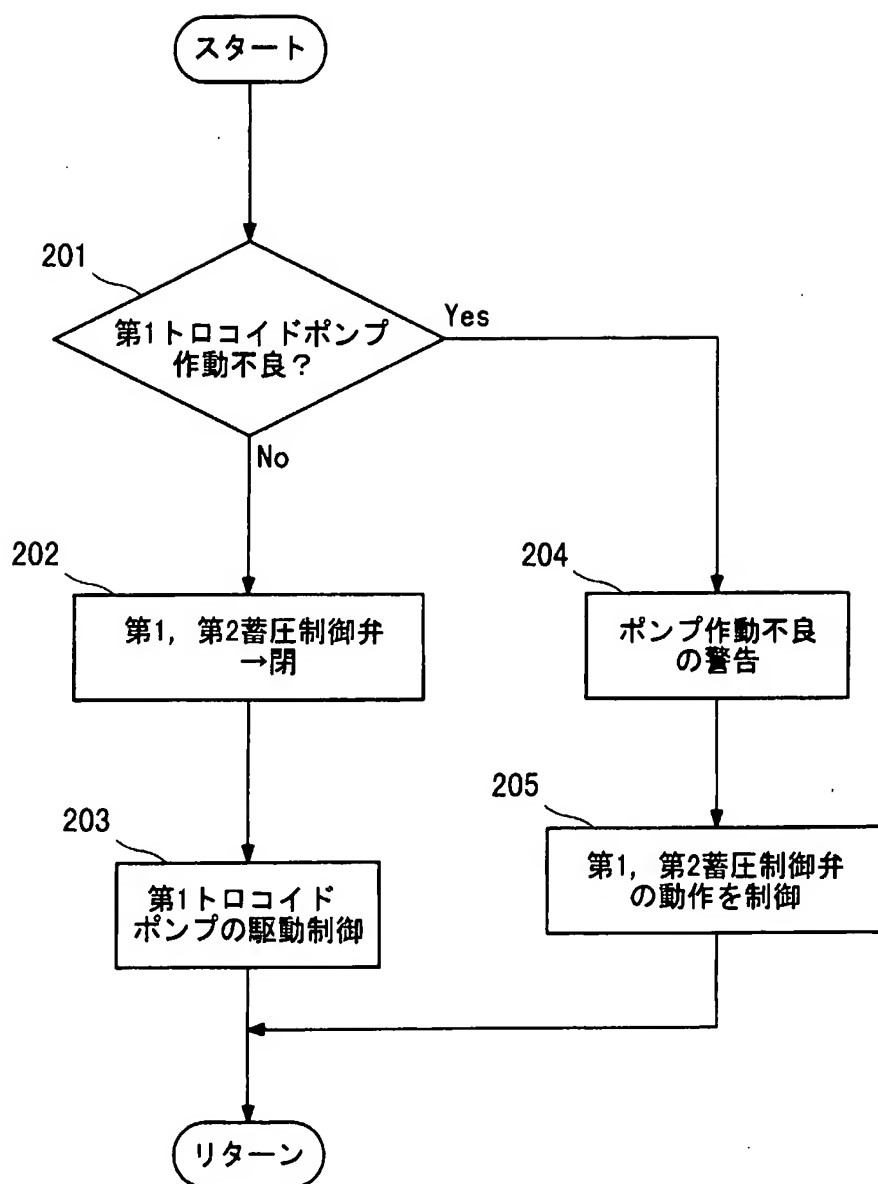 スタート
201
第1トロコイドポンプ
作動不良？
Yes
No
202
第1，第2蓄圧制御弁
→閉
203
第1トロコイド
ポンプの駆動制御
204
ポンプ作動不良
の警告
205
第1，第2蓄圧制御弁
の動作を制御
リターン